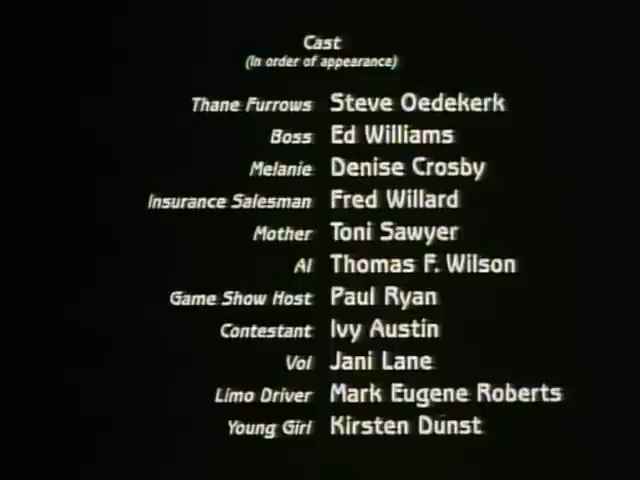 Cast
(In order of appearance)
Thane Furrows Steve Oedekerk
Boss Ed Williams
Melanie Denise Crosby
Insurance Salesman Fred Willard
Mother Toni Sawyer
Al Thomas F. Wilson
Game Show Host Paul Ryan
Contestant Ivy Austin
Vol Jani Lane
Limo Driver Mark Eugene Roberts
Young Girl Kirsten Dunst